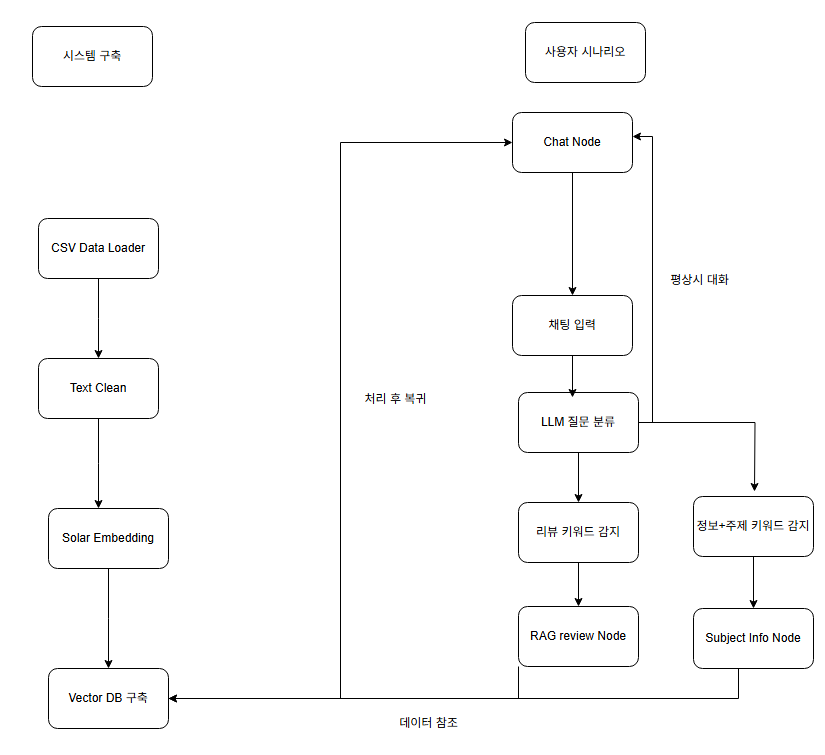 시스템 구축
사용자 시나리오
Chat Node
CSV Data Loader
평상시 대화
채팅 입력
Text Clean
처리 후 복귀
LLM 질문 분류
Solar Embedding
리뷰 키워드 감지
정보+주제 키워드 감지
RAG review Node
Subject Info Node
Vector DB 구축
데이터 참조